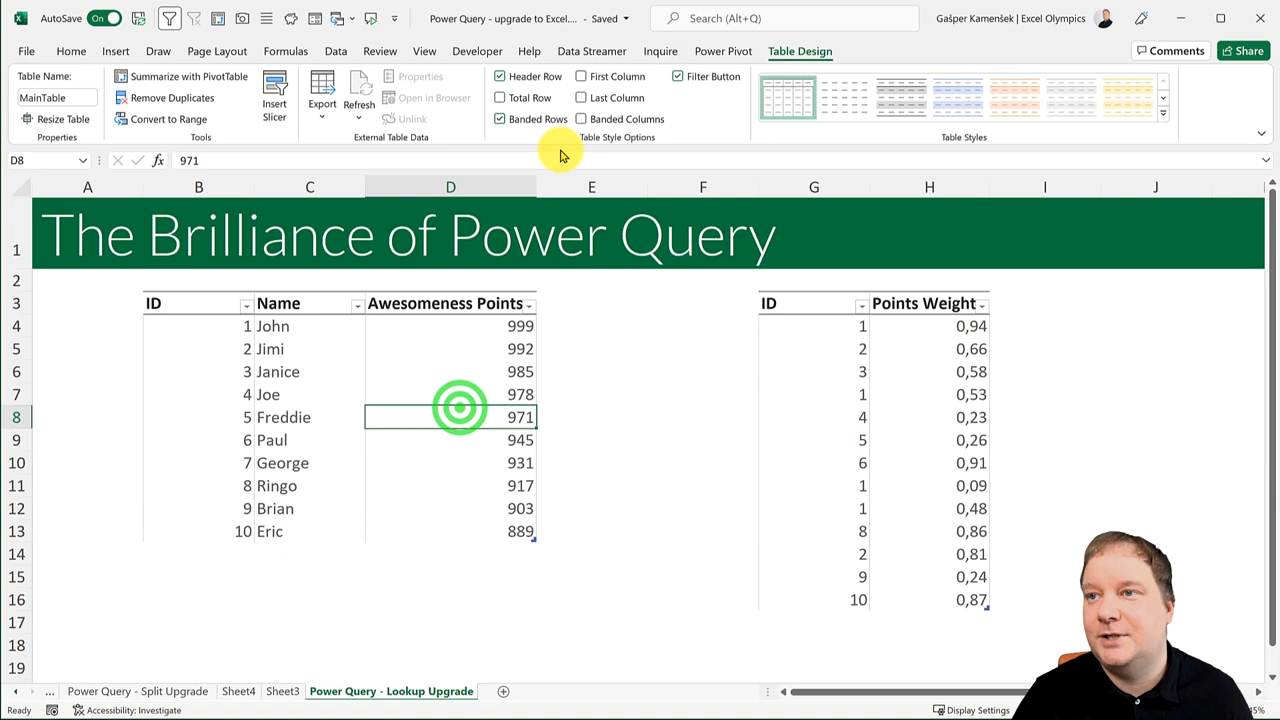 AutoSave On Power Query - upgrade to Excel.... - Saved Search (Alt+Q) Gašper Kamenšek | Excel Olympics
File Home Insert Draw Page Layout Formulas Data Review View Developer Help Data Streamer Inquire Power Pivot Table Design Comments Share
Table Name: Summarize with PivotTable Properties Header Row First Column Filter Button
MainTable Remove Duplicates Insert Slicer Export Refresh Open in Browser Total Row Last Column
Resize Table Convert to Range Banded Rows Banded Columns
Properties Tools External Table Data Table Style Options Table Styles
D8 fx 971
A B C D E F G H I J
1 The Brilliance of Power Query
2
3 ID Name Awesomeness Points ID Points Weight
4 1 John 999 1 0,94
5 2 Jimi 992 2 0,66
6 3 Janice 985 3 0,58
7 4 Joe 978 1 0,53
8 5 Freddie 971 4 0,23
9 6 Paul 945 5 0,26
10 7 George 931 6 0,91
11 8 Ringo 917 1 0,09
12 9 Brian 903 1 0,48
13 10 Eric 889 8 0,86
14 2 0,81
15 9 0,24
16 10 0,87
17
18
19
... Power Query - Split Upgrade Sheet4 Sheet3 Power Query - Lookup Upgrade
Ready Accessibility: Investigate Display Settings